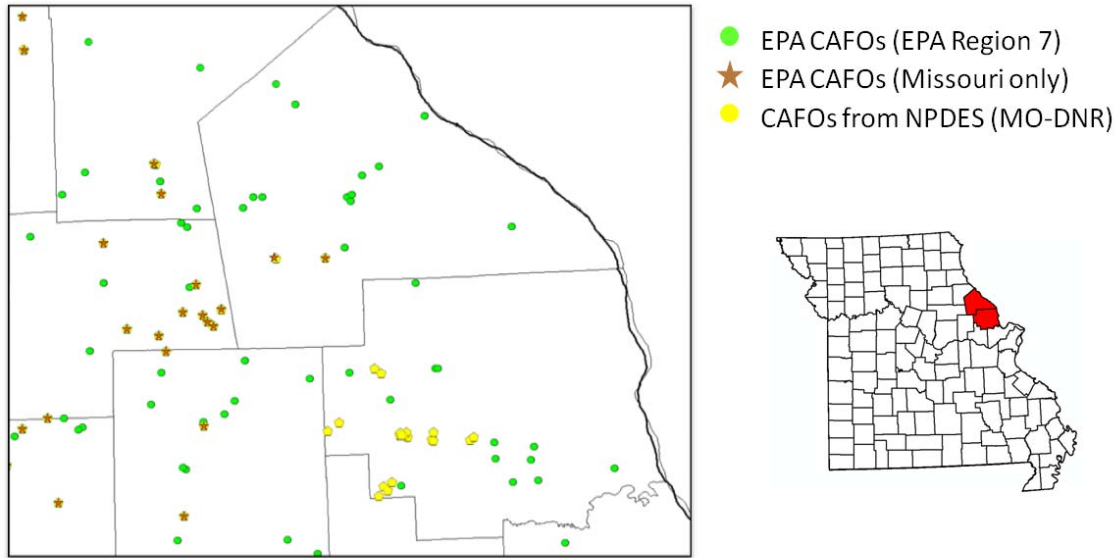 EPA CAFOs (EPA Region 7)
EPA CAFOs (Missouri only)
CAFOs from NPDES (MO-DNR)